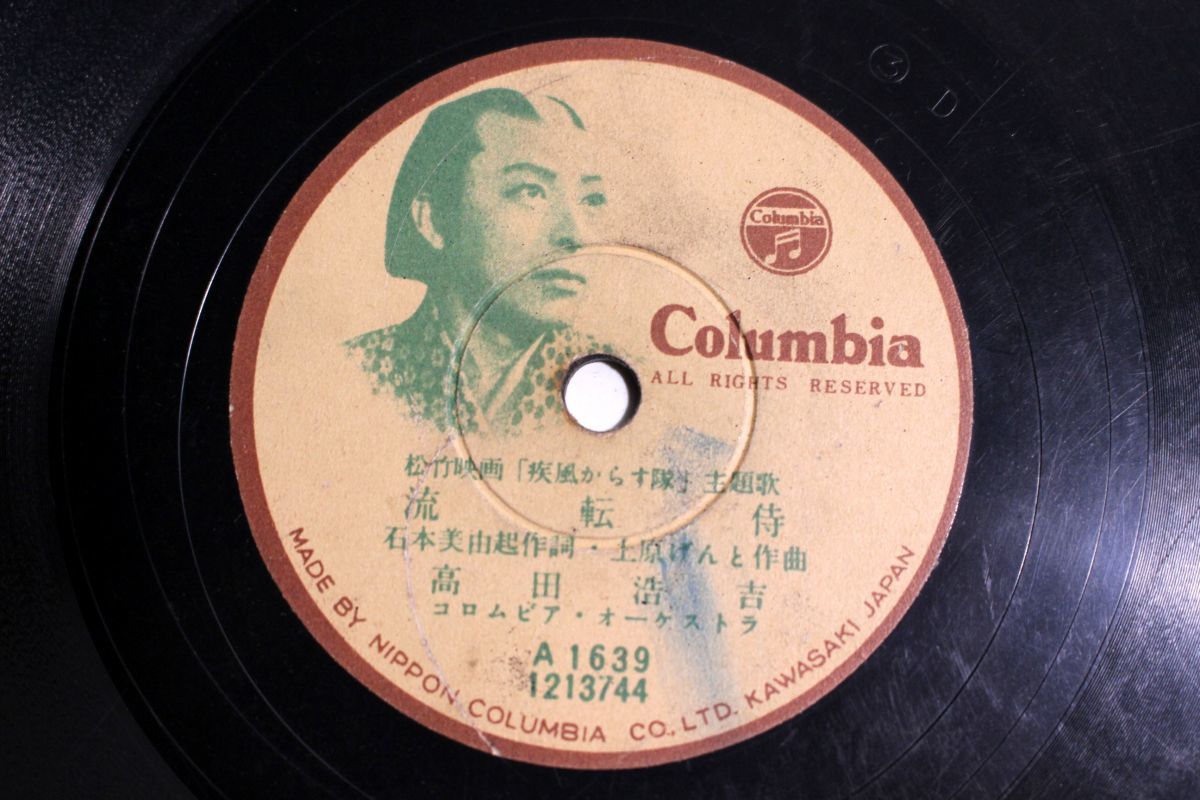 ③ D
Columbia
Columbia
ALL RIGHTS RESERVED
松竹映画「疾風からす隊」主題歌
流転侍
石本美由起作詞・上原げんと作曲
高田浩吉
コロムビア・オーケストラ
A 1639
1213744
MADE BY NIPPON COLUMBIA CO., LTD. KAWASAKI JAPAN